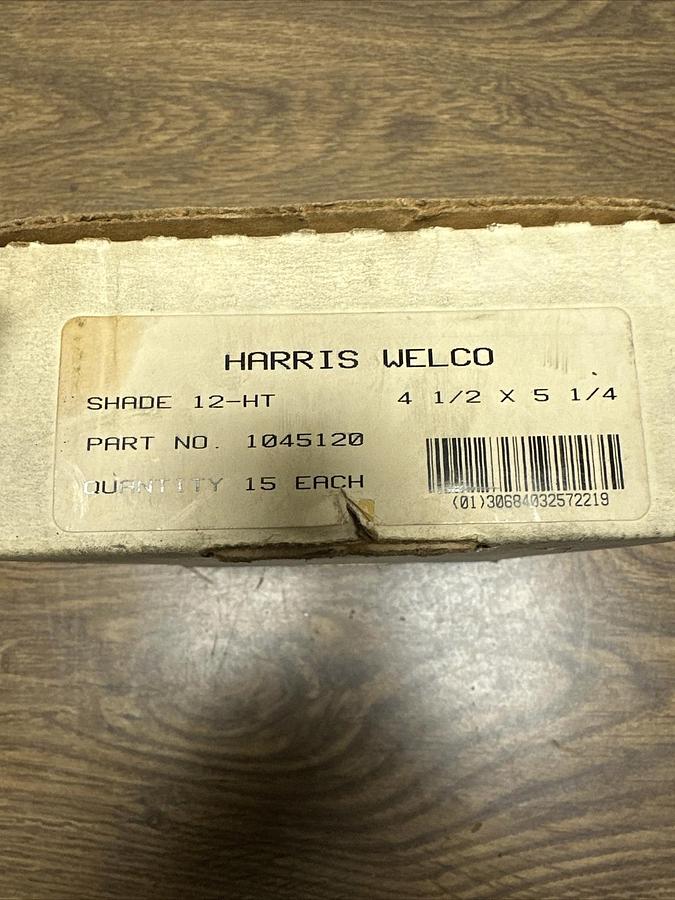 HARRIS WELCO
SHADE 12-HT 4 1/2 X 5 1/4
PART NO. 1045120
QUANTITY 15 EACH
(01)30684032572219